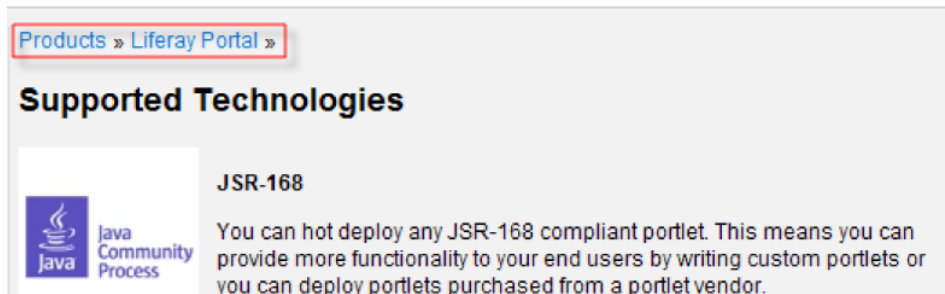 Products » Liferay Portal »
Supported Technologies
JSR-168
You can hot deploy any JSR-168 compliant portlet. This means you can
provide more functionality to your end users by writing custom portlets or
you can deploy portlets purchased from a portlet vendor.
Java
Java
Community
Process